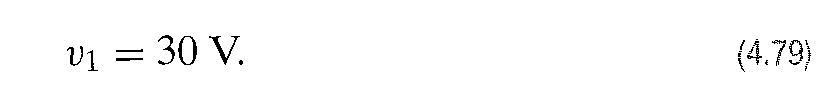 v₁ = 30 V. (4.79)